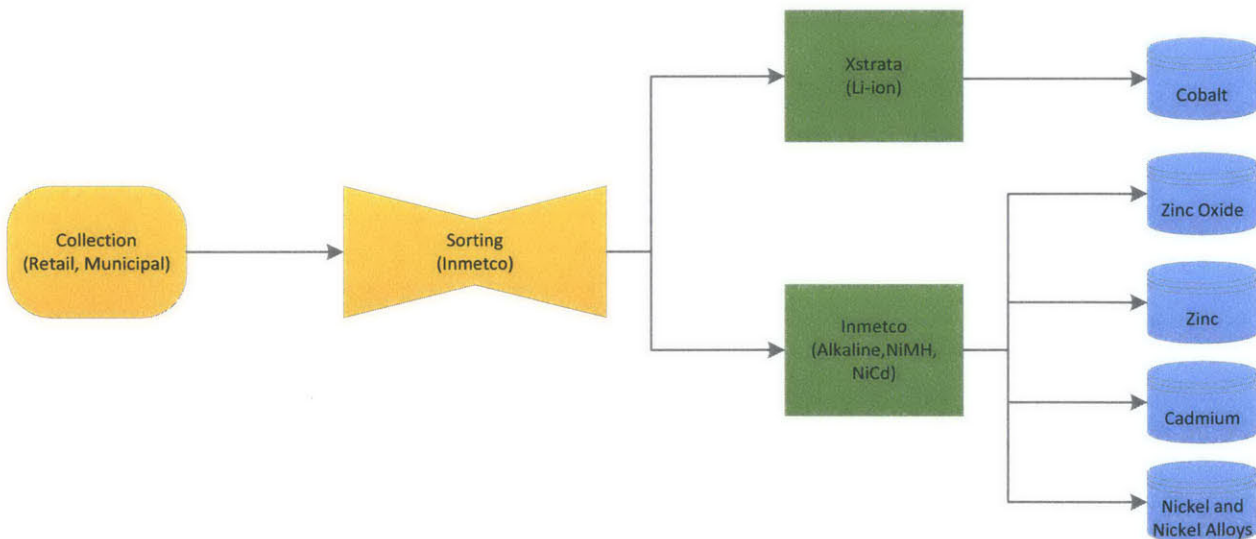 Collection
(Retail, Municipal)
Sorting
(Inmetco)
Xstrata
(Li-ion)
Inmetco
(Alkaline,NiMH,
NiCd)
Cobalt
Zinc Oxide
Zinc
Cadmium
Nickel and
Nickel Alloys